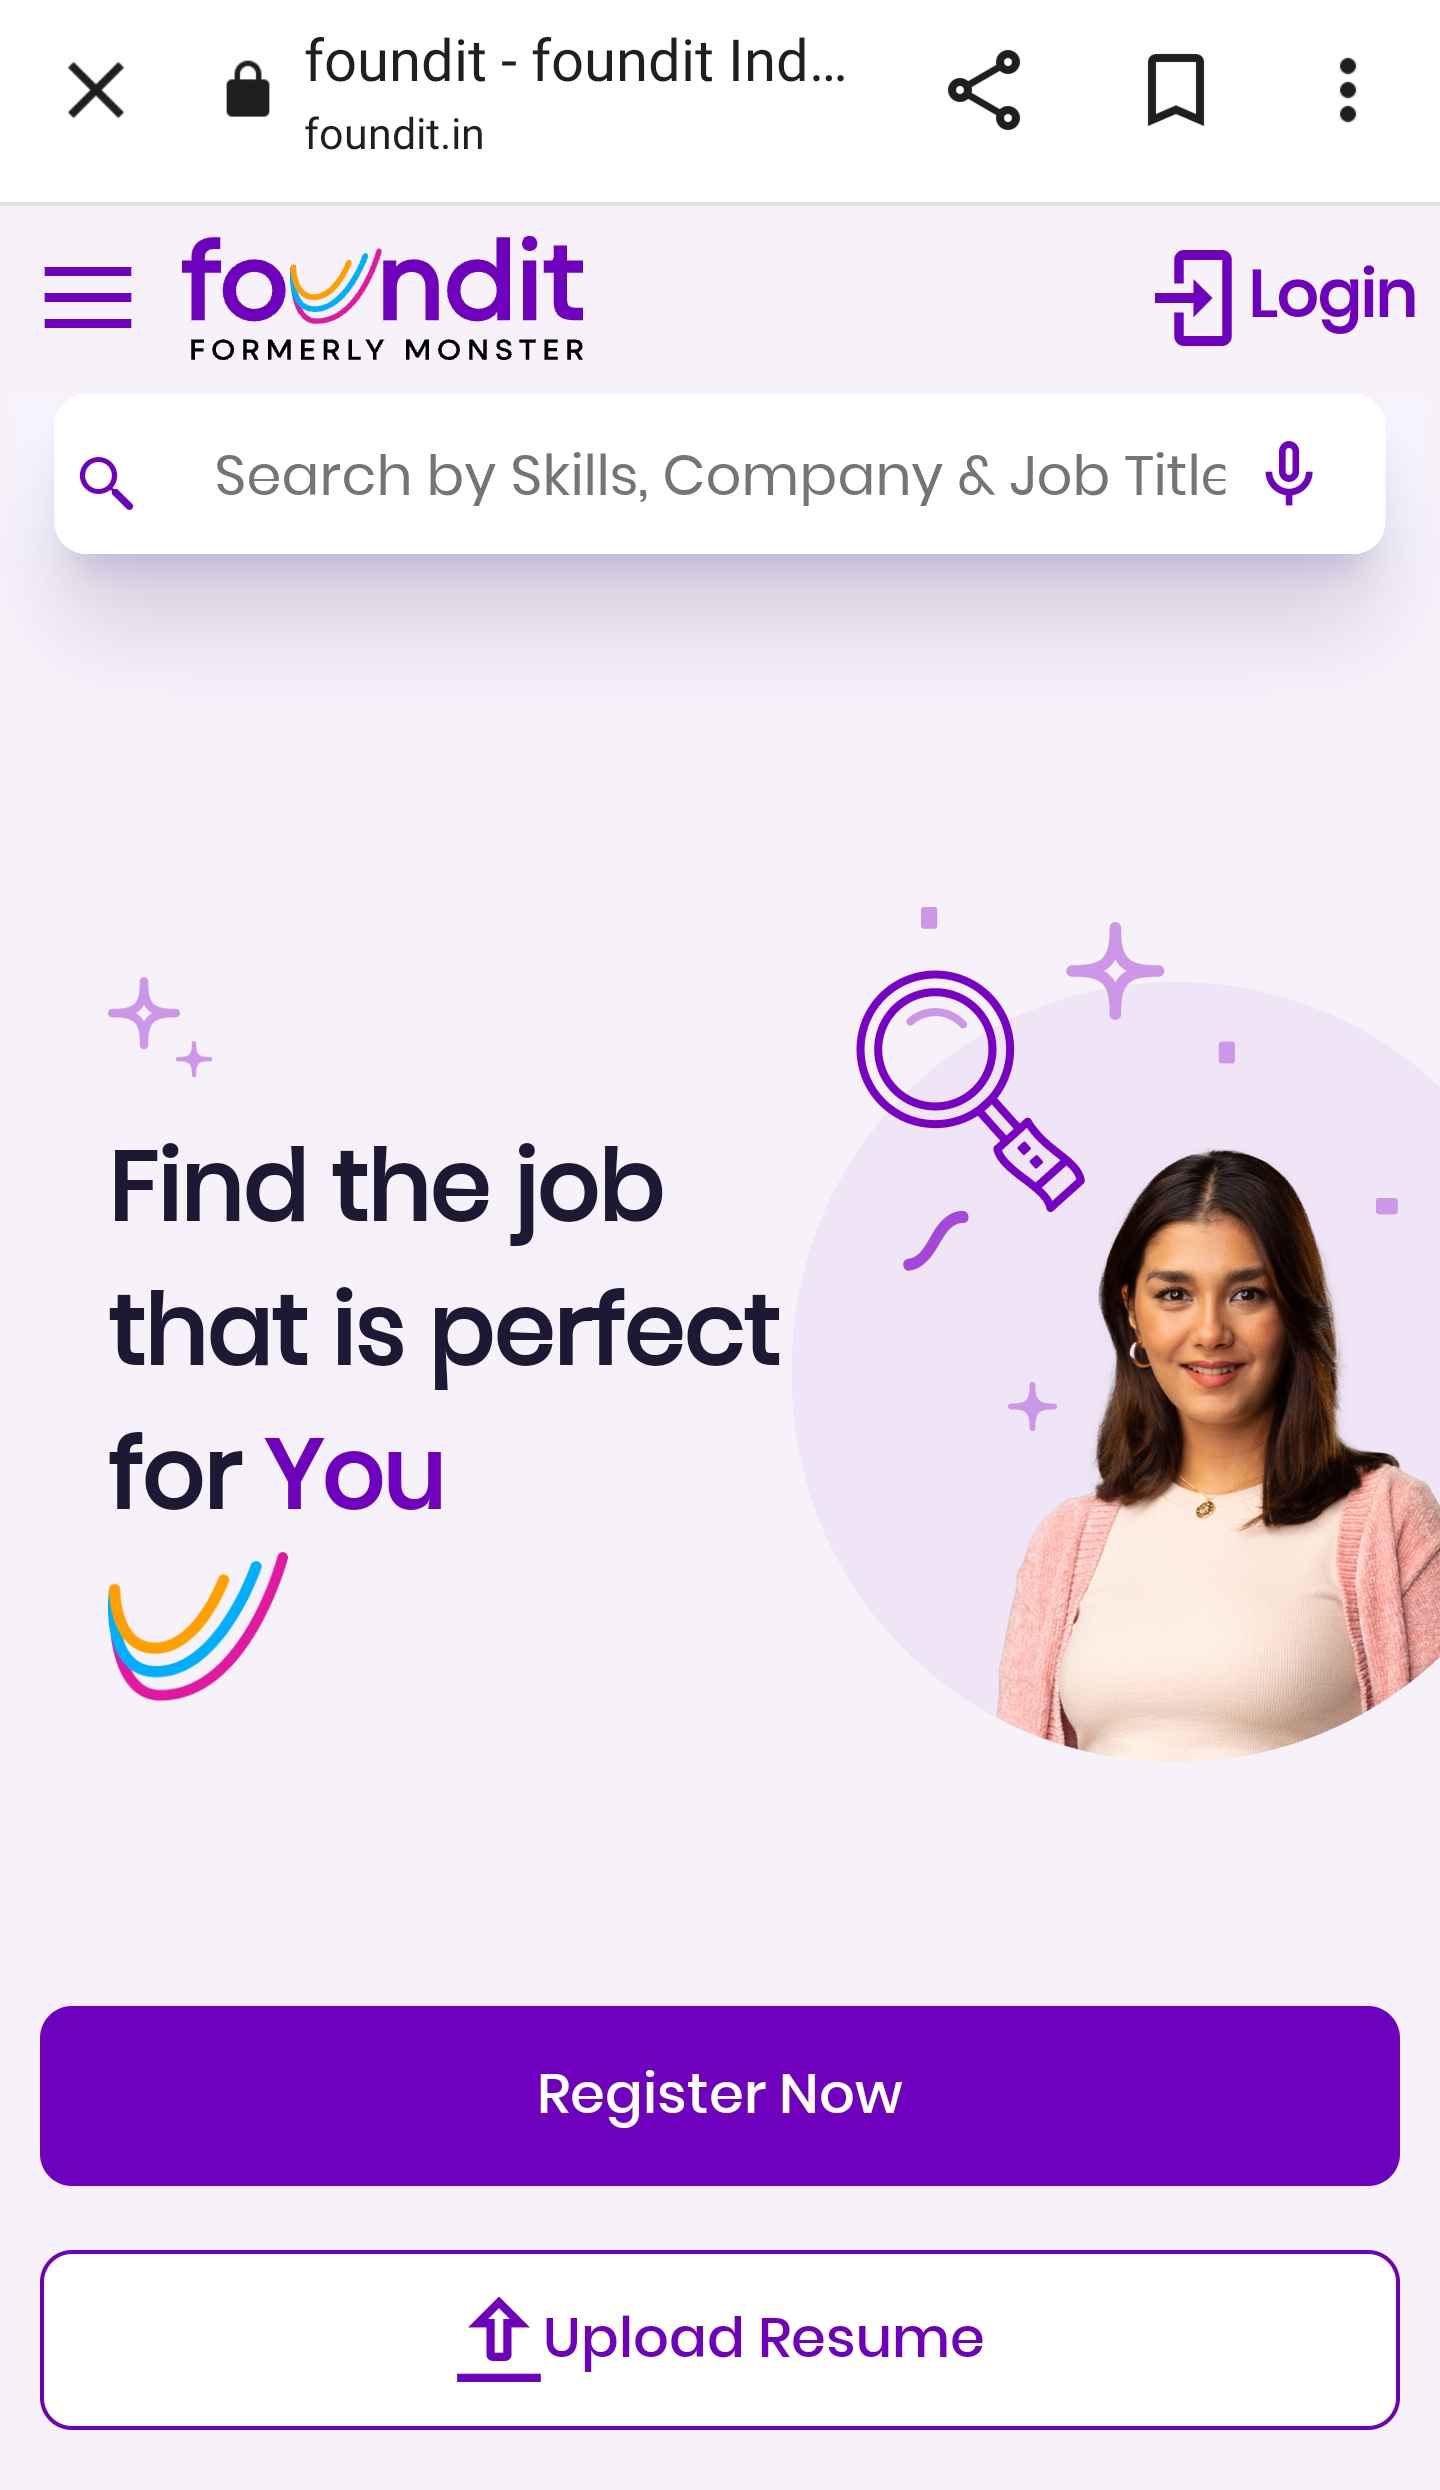 foundit - foundit Ind...
foundit.in
foundit
FORMERLY MONSTER
Login
Search by Skills, Company & Job Title
Find the job
that is perfect
for You
Register Now
Upload Resume